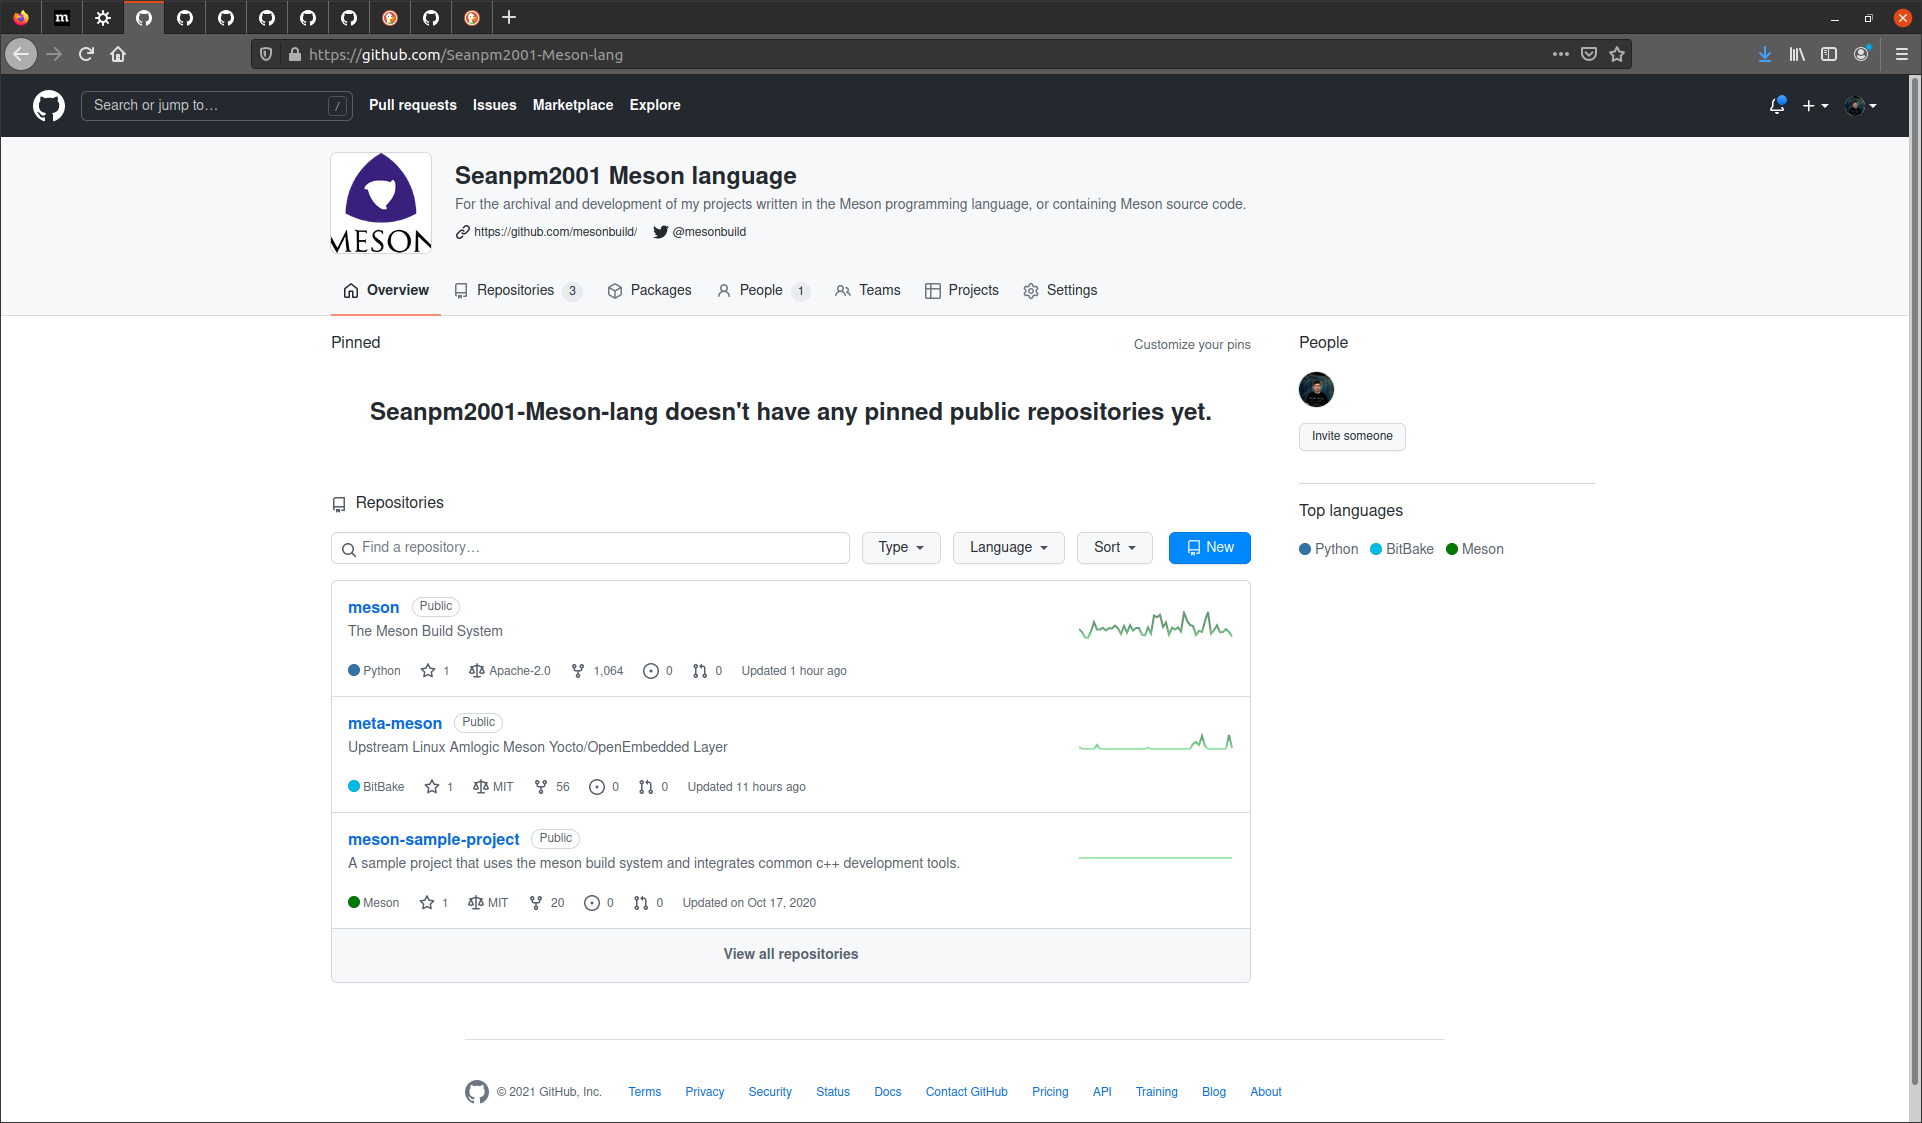 m
https://github.com/Seanpm2001-Meson-lang
Search or jump to… /
Pull requests Issues Marketplace Explore
MESON
Seanpm2001 Meson language
For the archival and development of my projects written in the Meson programming language, or containing Meson source code.
https://github.com/mesonbuild/ @mesonbuild
Overview Repositories 3 Packages People 1 Teams Projects Settings
Pinned Customize your pins
Seanpm2001-Meson-lang doesn't have any pinned public repositories yet.
People
Invite someone
Top languages
Python BitBake Meson
Repositories
Find a repository… Type Language Sort New
meson Public
The Meson Build System
Python 1 Apache-2.0 1,064 0 0 Updated 1 hour ago
meta-meson Public
Upstream Linux Amlogic Meson Yocto/OpenEmbedded Layer
BitBake 1 MIT 56 0 0 Updated 11 hours ago
meson-sample-project Public
A sample project that uses the meson build system and integrates common c++ development tools.
Meson 1 MIT 20 0 0 Updated on Oct 17, 2020
View all repositories
© 2021 GitHub, Inc. Terms Privacy Security Status Docs Contact GitHub Pricing API Training Blog About